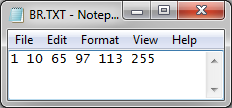 BR.TXT - Notep...
File Edit Format View Help
1 10 65 97 113 255